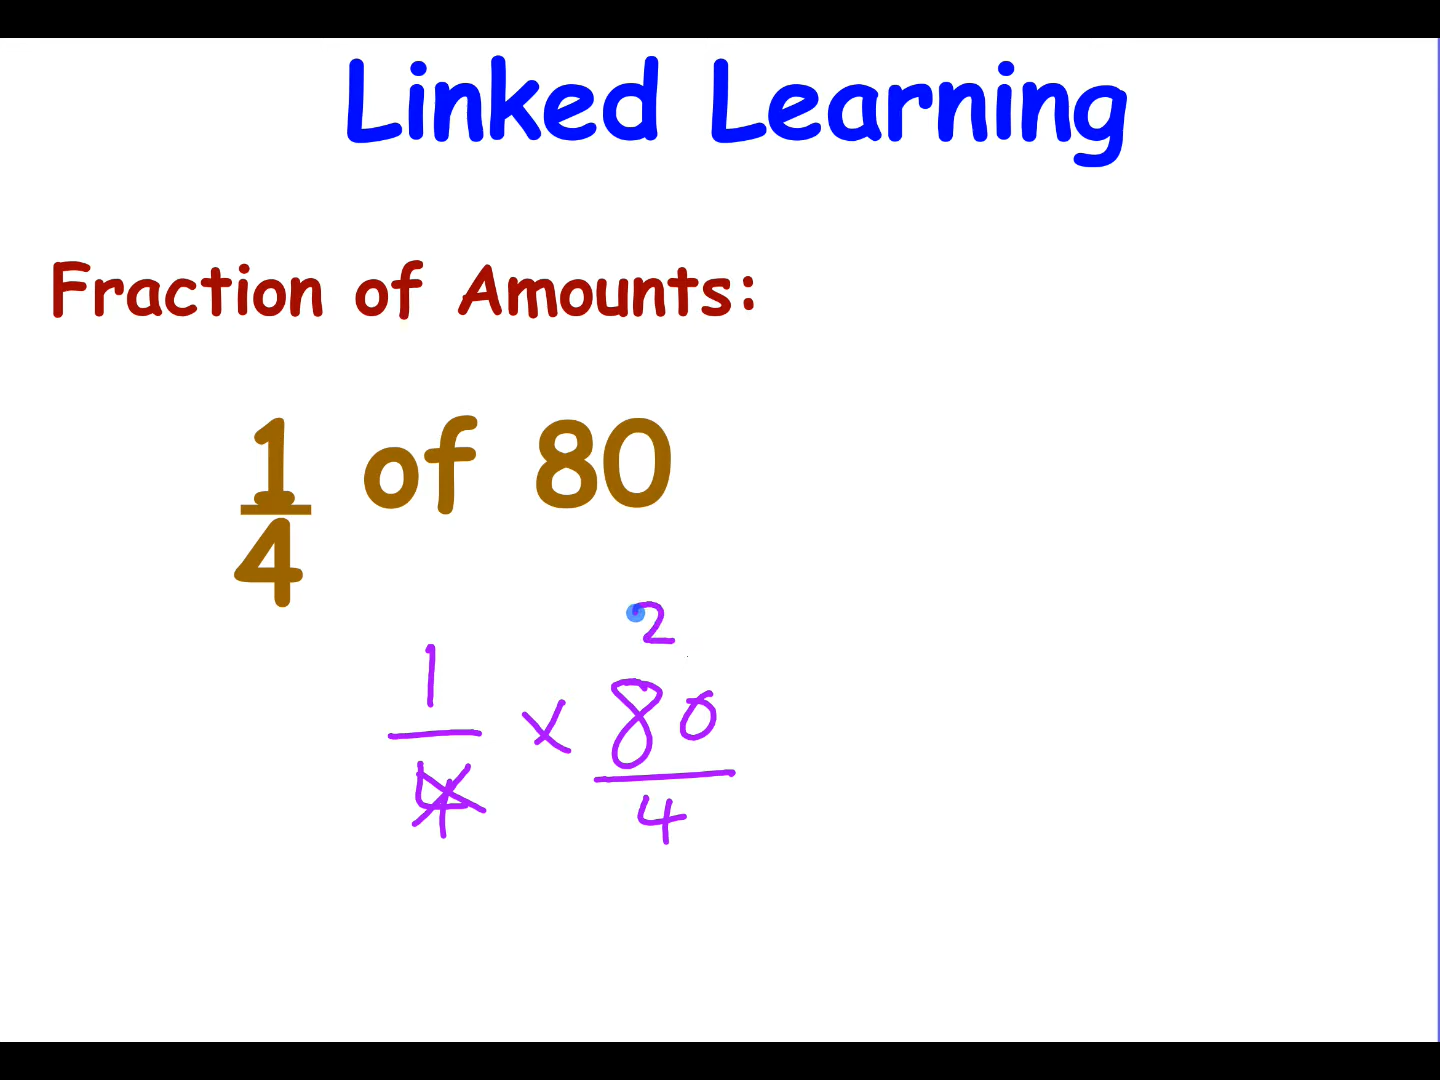 Linked Learning
Fraction of Amounts:
1/4 of 80
2
1/4 x 80/4